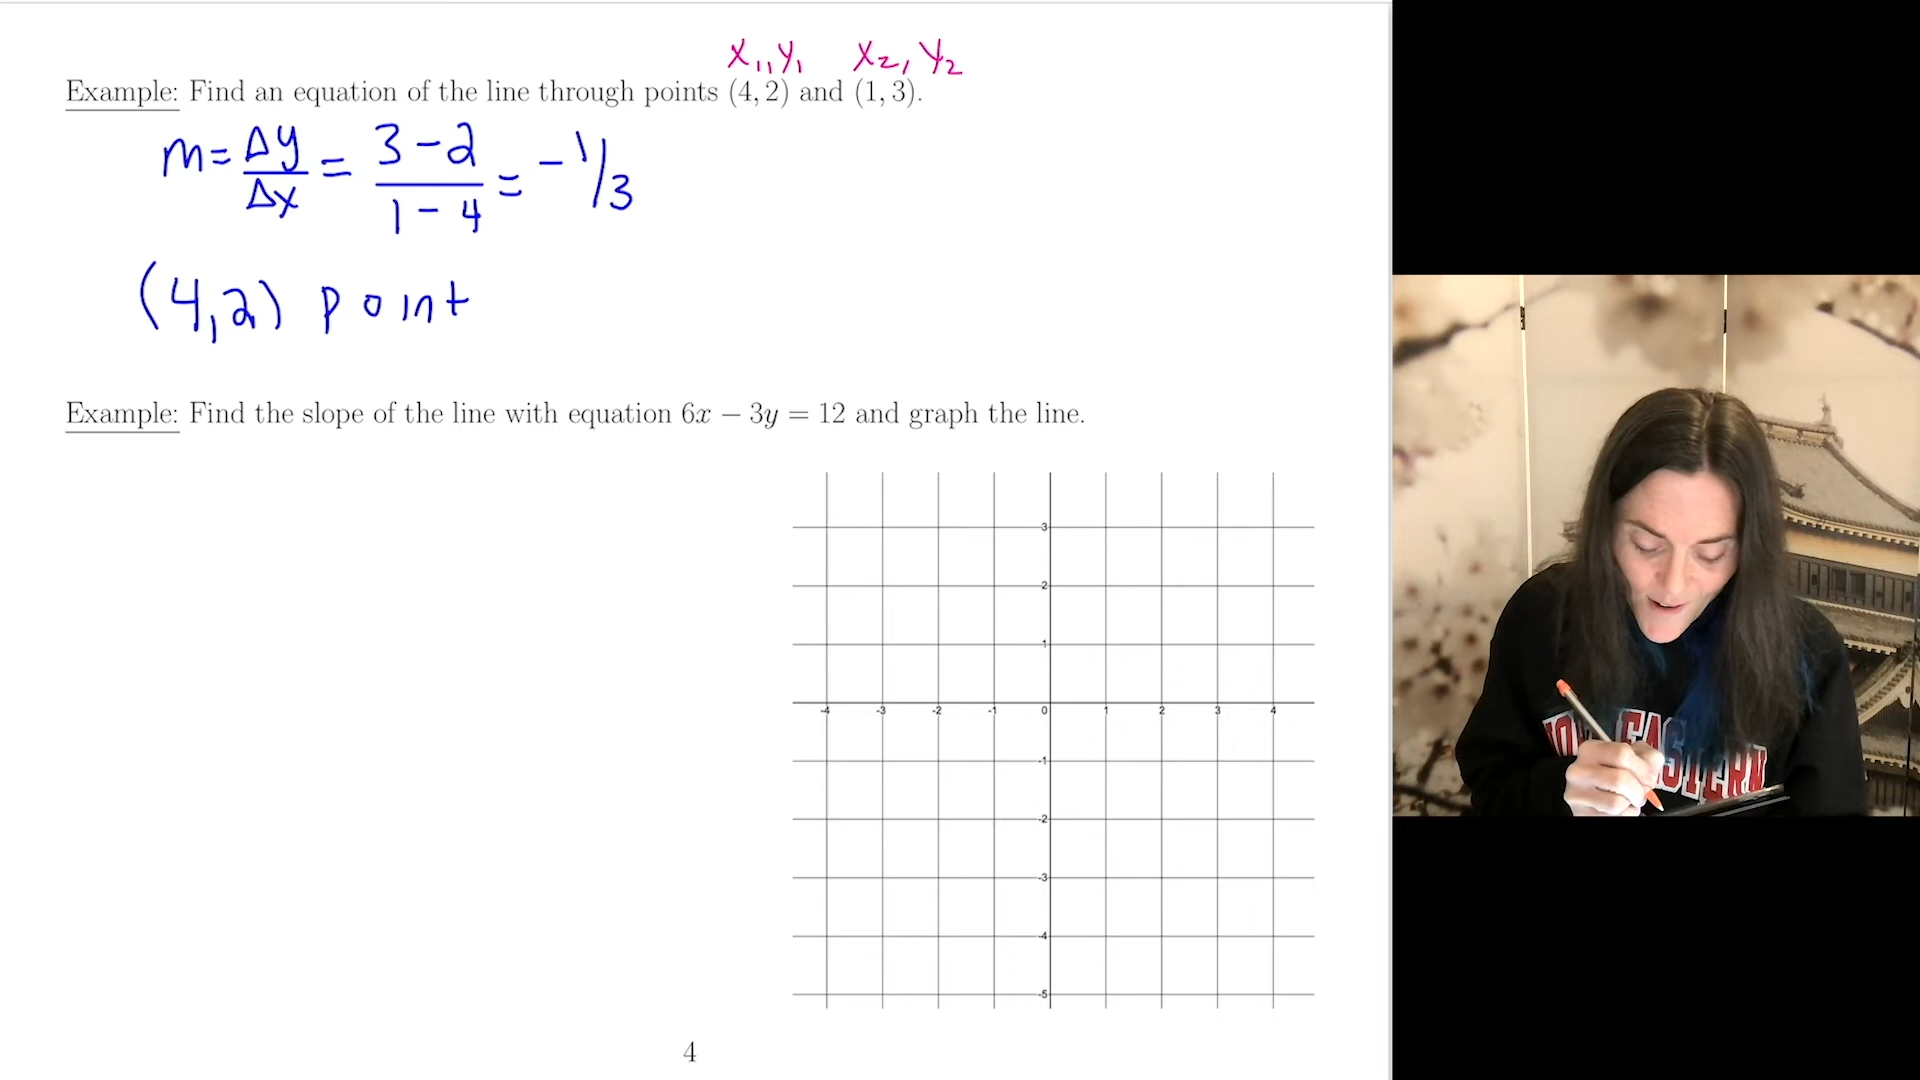 x₁,y₁ x₂,y₂
Example: Find an equation of the line through points (4, 2) and (1, 3).
m = Δy/Δx = (3 - 2)/(1 - 4) = -1/3
(4,2) point
Example: Find the slope of the line with equation 6x − 3y = 12 and graph the line.
3
2
1
-4 -3 -2 -1 0 1 2 3 4
-1
-2
-3
-4
-5
4
EASTERN